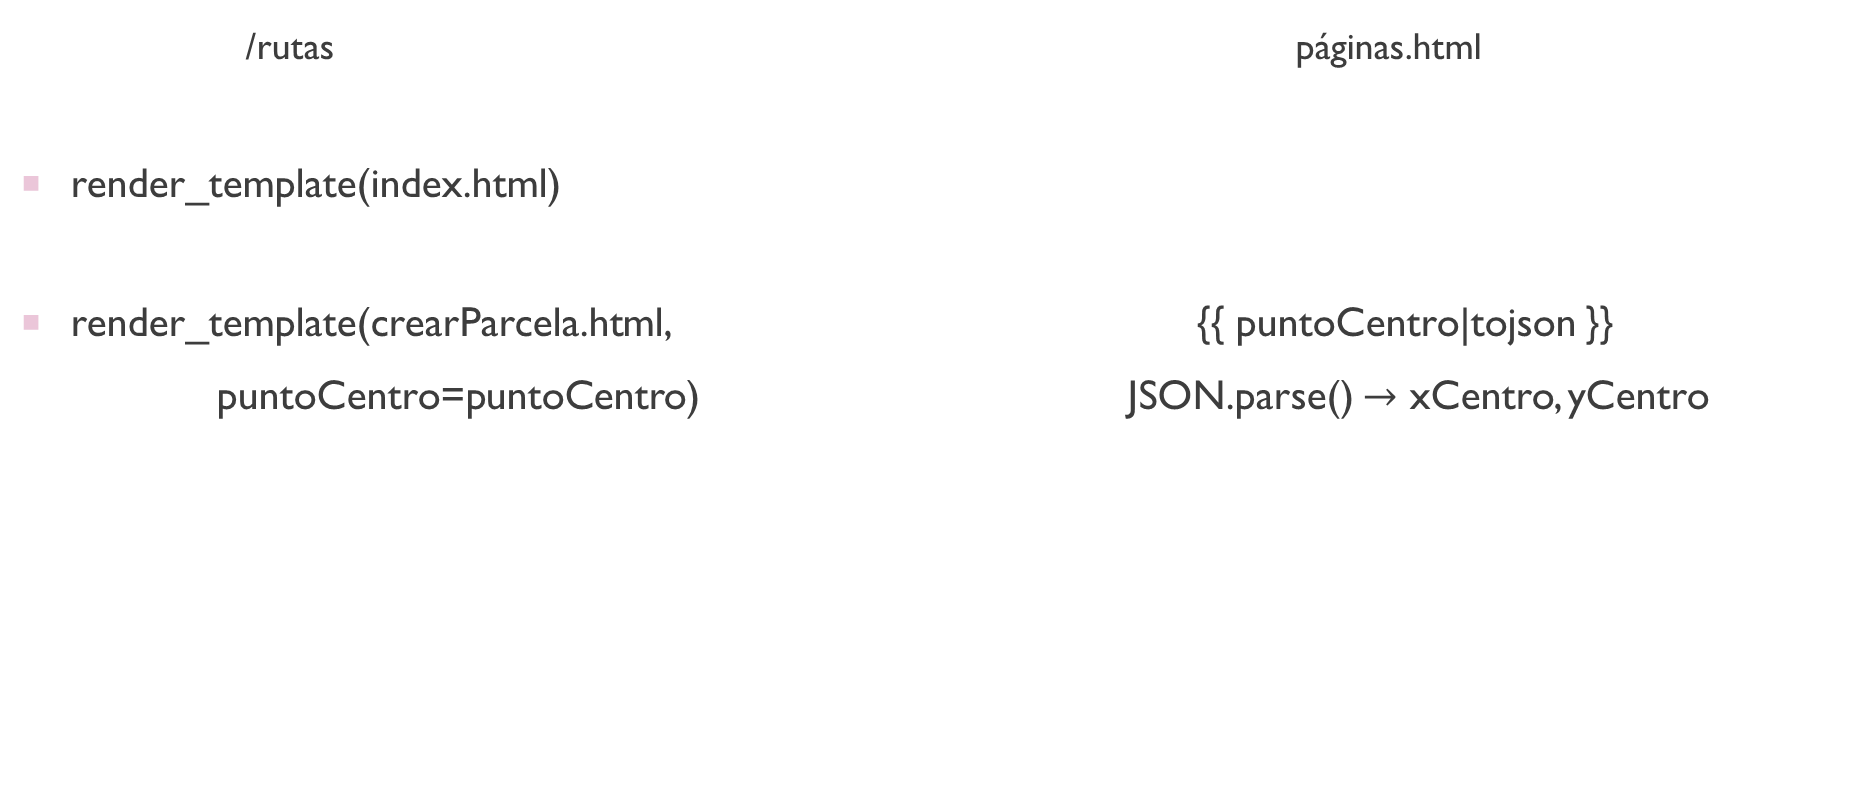 /rutas
páginas.html
render_template(index.html)
render_template(crearParcela.html,
puntoCentro=puntoCentro)
{{ puntoCentro|tojson }}
JSON.parse() → xCentro, yCentro